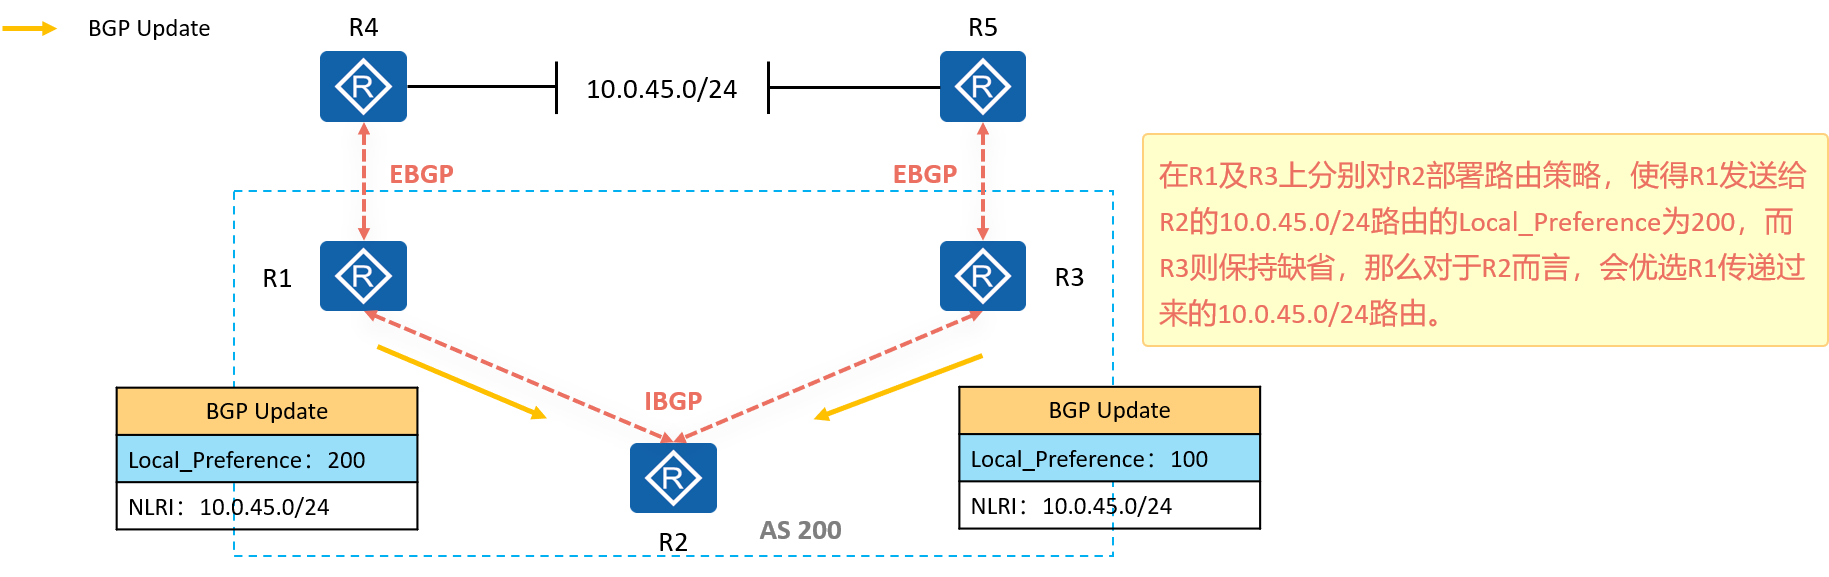 BGP Update
R4
R5
10.0.45.0/24
EBGP
EBGP
在R1及R3上分别对R2部署路由策略，使得R1发送给
R2的10.0.45.0/24路由的Local_Preference为200，而
R3则保持缺省，那么对于R2而言，会优选R1传递过
来的10.0.45.0/24路由。
R
R
R
R
R1
R3
IBGP
BGP Update
Local_Preference：200
NLRI：10.0.45.0/24
BGP Update
Local_Preference：100
NLRI：10.0.45.0/24
R
R2
AS 200